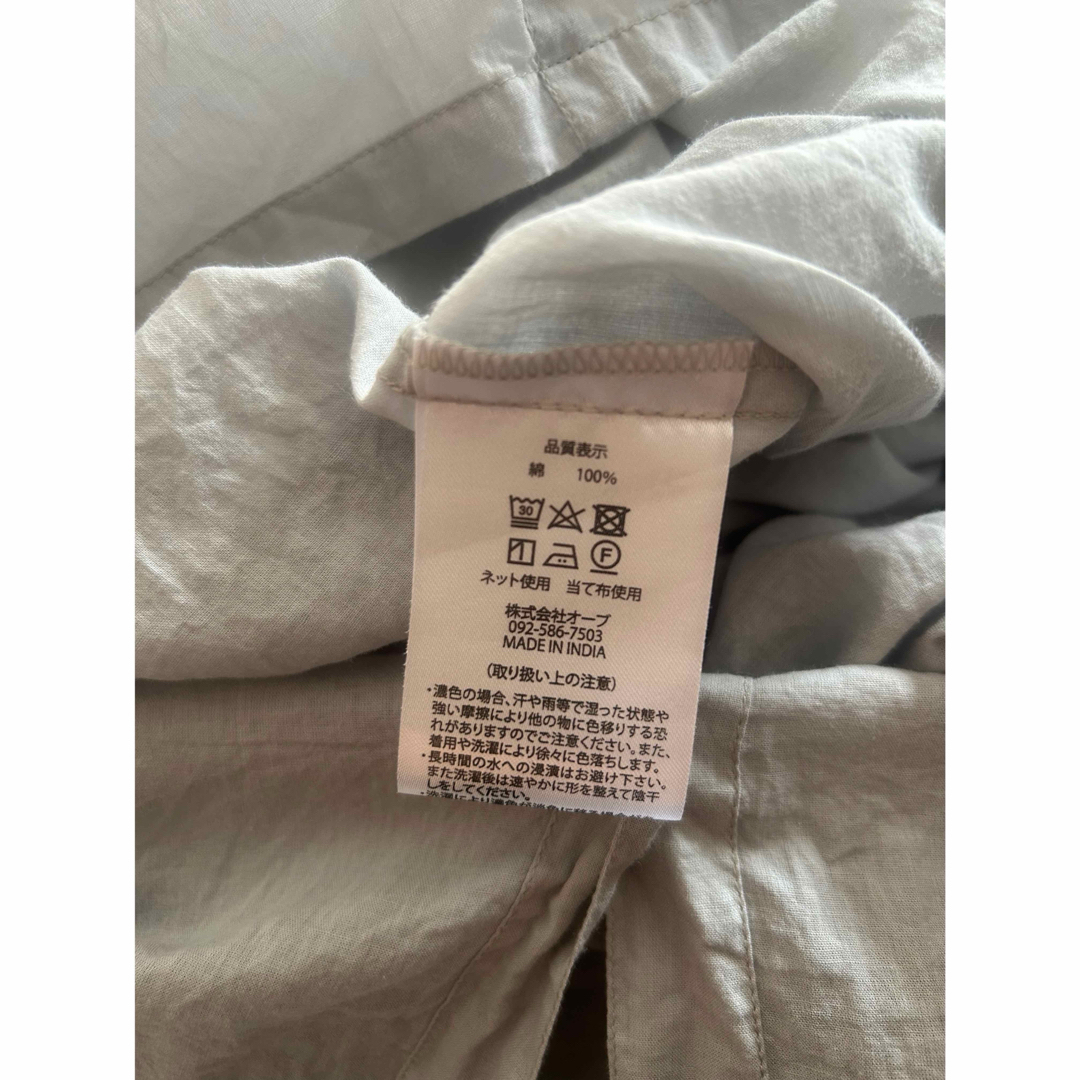 品質表示
綿 100%
30
F
ネット使用 当て布使用
株式会社オーブ
092-586-7503
MADE IN INDIA
(取り扱い上の注意)
・濃色の場合、汗や雨等で湿った状態や
強い摩擦により他の物に色移りする恐
れがありますのでご注意ください。また、
着用や洗濯により徐々に色落ちします。
・長時間の水への浸漬はお避け下さい。
また洗濯後は速やかに形を整えて陰干
しをしてください。